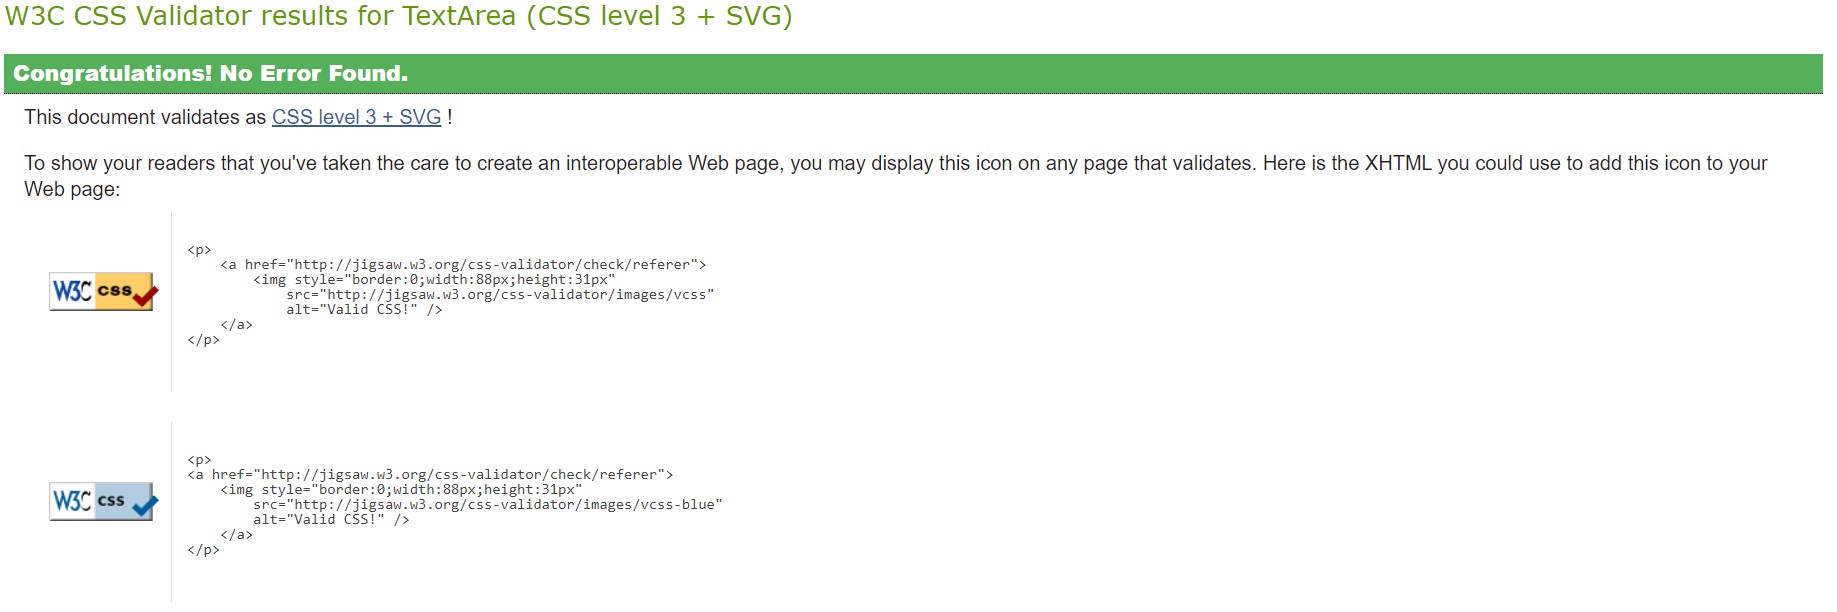 W3C CSS Validator results for TextArea (CSS level 3 + SVG)
Congratulations! No Error Found.
This document validates as CSS level 3 + SVG !
To show your readers that you've taken the care to create an interoperable Web page, you may display this icon on any page that validates. Here is the XHTML you could use to add this icon to your
Web page:
W3C css
<p>
    <a href="http://jigsaw.w3.org/css-validator/check/referer">
        <img style="border:0;width:88px;height:31px"
            src="http://jigsaw.w3.org/css-validator/images/vcss"
            alt="Valid CSS!" />
    </a>
</p>
W3C css
<p>
<a href="http://jigsaw.w3.org/css-validator/check/referer">
    <img style="border:0;width:88px;height:31px"
        src="http://jigsaw.w3.org/css-validator/images/vcss-blue"
        alt="Valid CSS!" />
    </a>
</p>